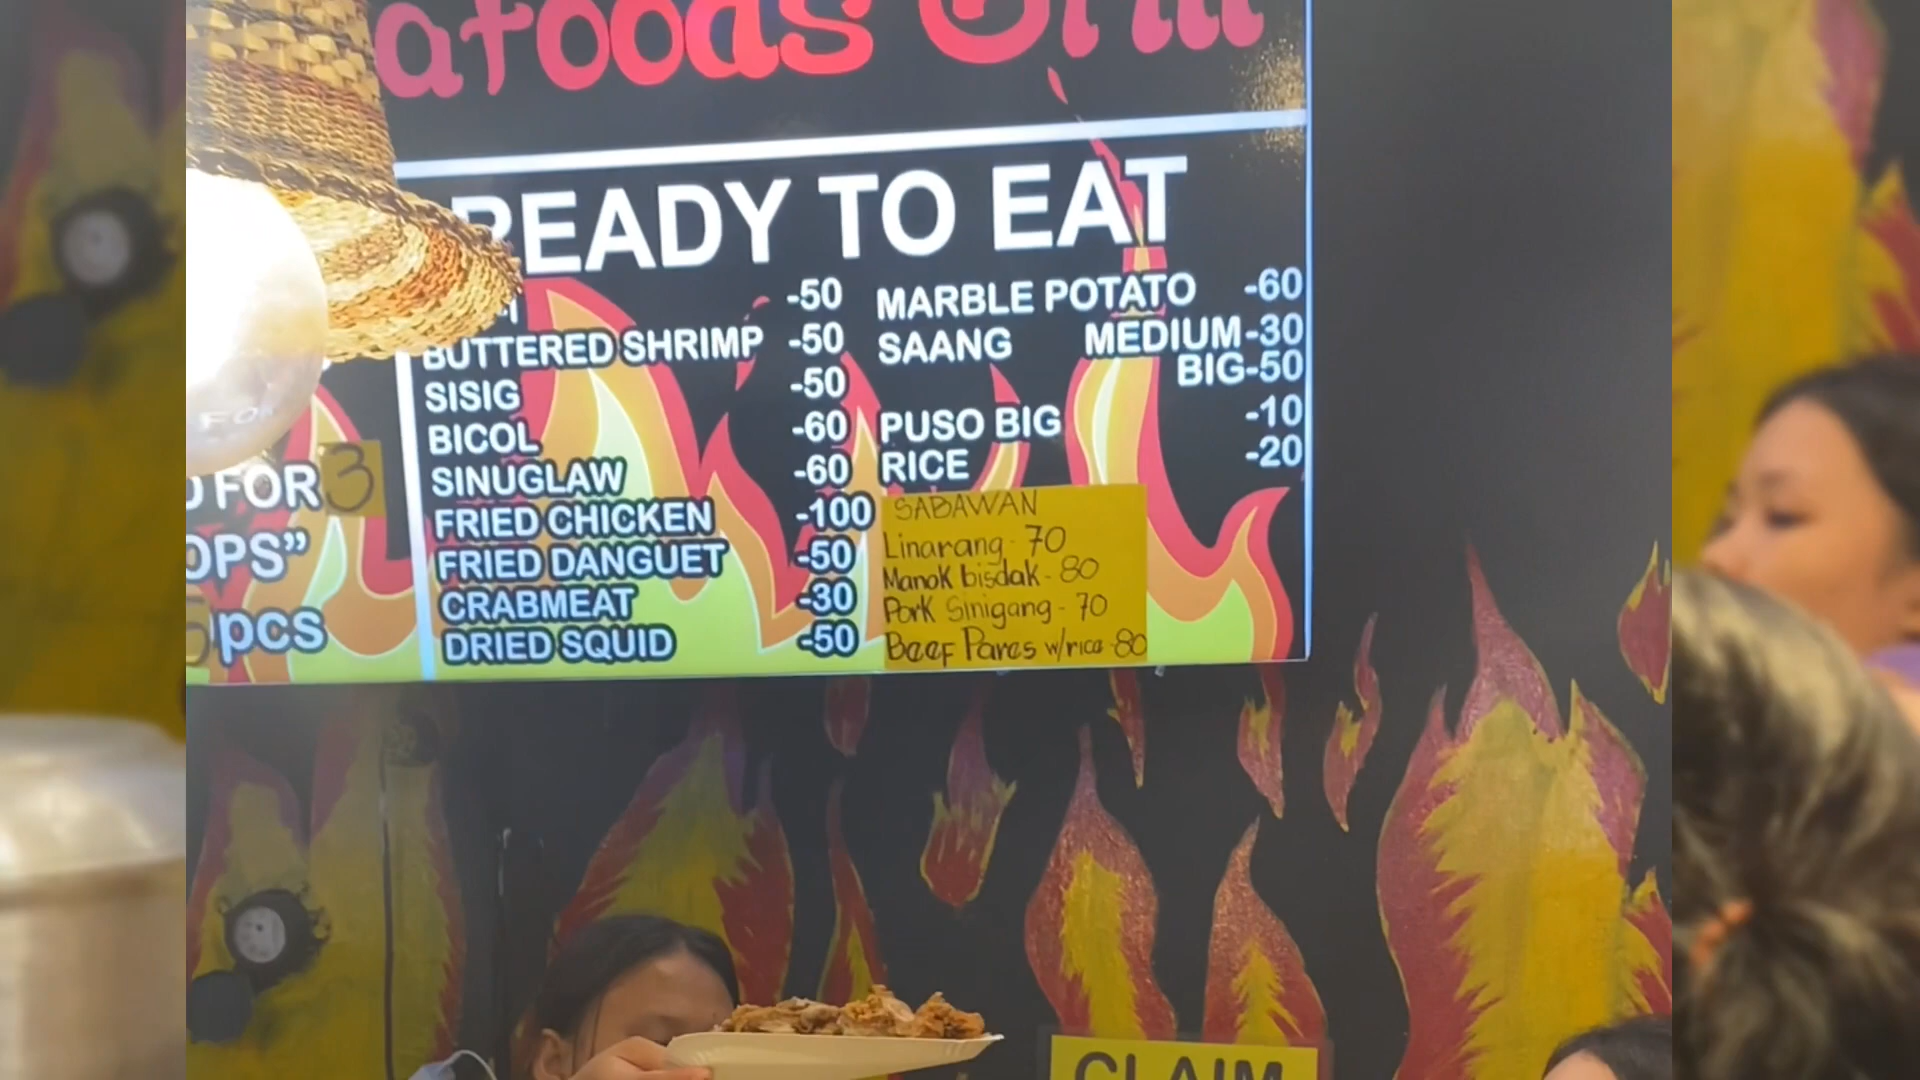 READY TO EAT
-50
BUTTERED SHRIMP -50
SISIG -50
BICOL -60
SINUGLAW -60
FRIED CHICKEN -100
FRIED DANGUET -50
CRABMEAT -30
DRIED SQUID -50
MARBLE POTATO -60
SAANG MEDIUM-30
BIG-50
PUSO BIG -10
RICE -20
SABAWAN
Linarang - 70
Manok bisdak - 80
Pork Sinigang - 70
Beef Pares w/rice - 80
FOR 3
5 pcs
CLAIM